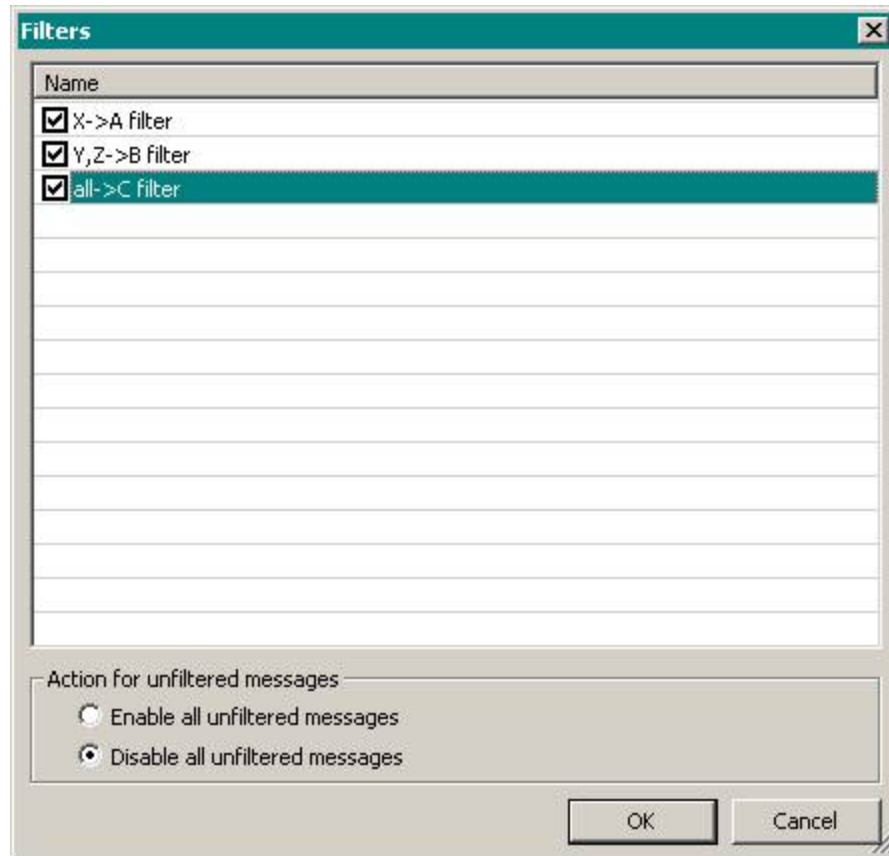 Filters
Name
X->A filter
Y,Z->B filter
all->C filter
Action for unfiltered messages
Enable all unfiltered messages
Disable all unfiltered messages
OK Cancel